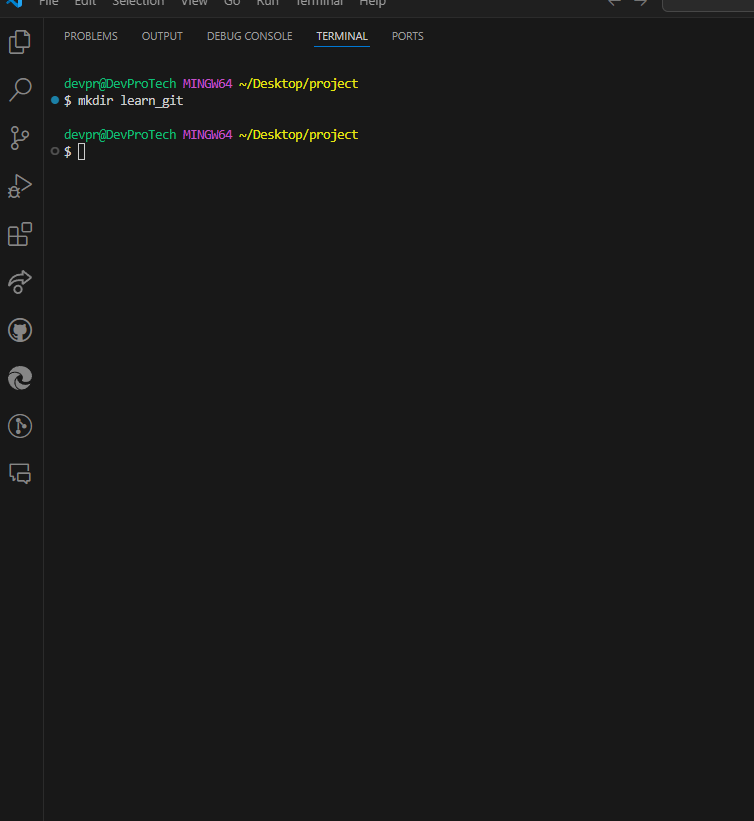 File Edit Selection View Go Run Terminal Help
PROBLEMS OUTPUT DEBUG CONSOLE TERMINAL PORTS
devpr@DevProTech MINGW64 ~/Desktop/project
$ mkdir learn_git
devpr@DevProTech MINGW64 ~/Desktop/project
$